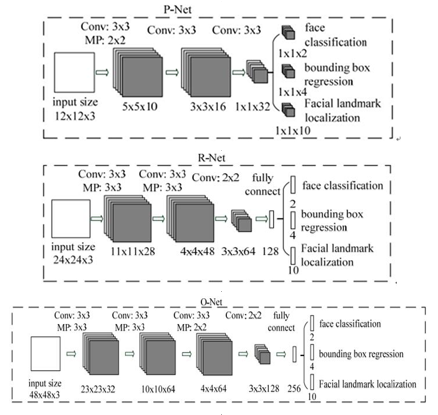 P-Net
Conv: 3x3 Conv: 3x3 Conv: 3x3
MP: 2x2
face
classification
1x1x2
bounding box
regression
1x1x4
Facial landmark
localization
1x1x10
input size
12x12x3
5x5x10 3x3x16 1x1x32
R-Net
Conv: 3x3 Conv: 3x3 Conv: 2x2 fully
MP: 3x3 MP: 3x3 connect
face classification
2
bounding box
regression
4
Facial landmark
localization
10
input size
24x24x3
11x11x28 4x4x48 3x3x64 128
O-Net
Conv: 3x3 Conv: 3x3 Conv: 3x3 Conv: 2x2 fully
MP: 3x3 MP: 3x3 MP: 2x2 connect
face classification
2
bounding box regression
4
Facial landmark localization
10
input size
48x48x3
23x23x32 10x10x64 4x4x64 3x3x128 256